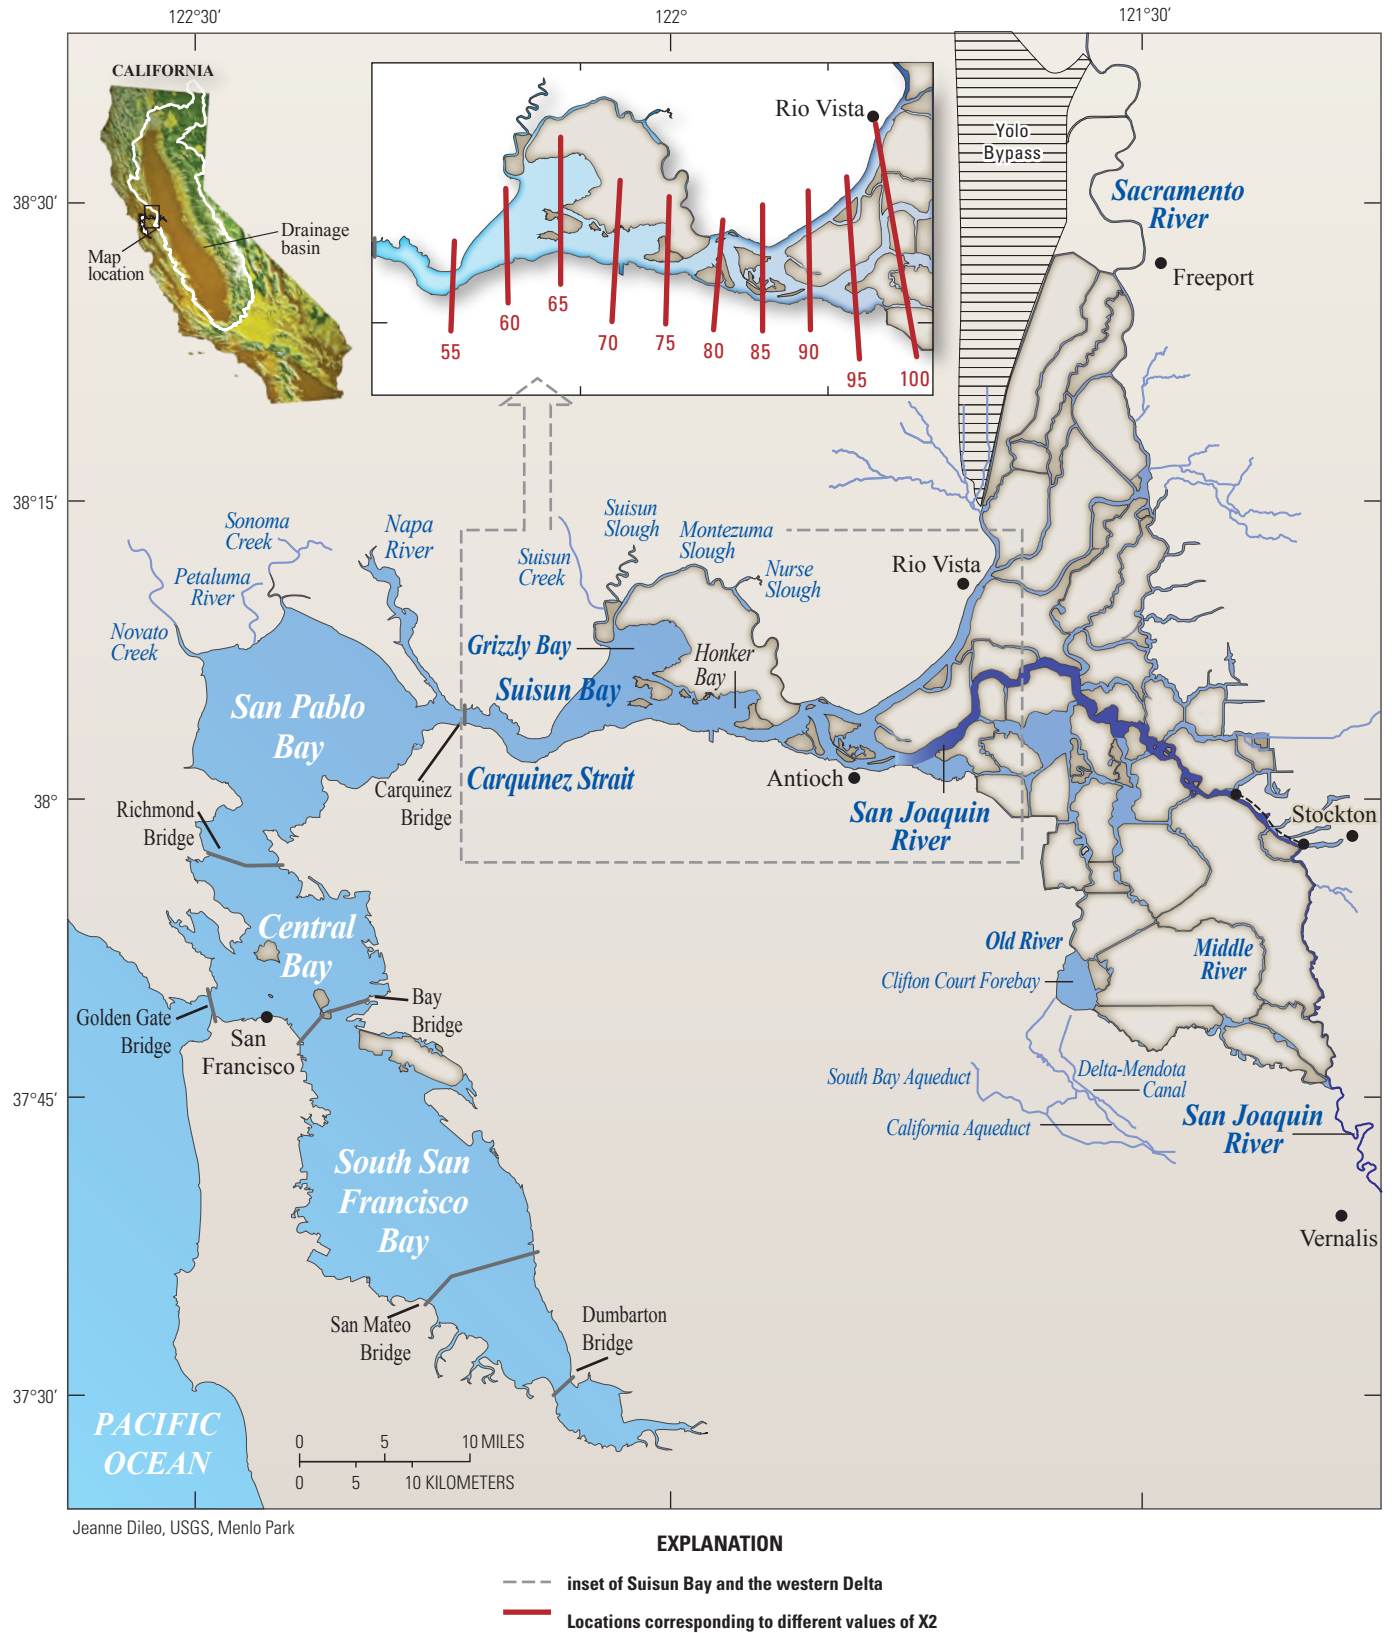 122°30′
122°
121°30′
CALIFORNIA
Map
location
Drainage
basin
Rio Vista
55
60
65
70
75
80
85
90
95
100
Yolo
Bypass
Sacramento
River
Freeport
38°30′
38°15′
38°
37°45′
37°30′
Sonoma
Creek
Napa
River
Petaluma
River
Novato
Creek
Suisun
Creek
Suisun
Slough
Montezuma
Slough
Nurse
Slough
Rio Vista
Grizzly Bay
Suisun Bay
Honker
Bay
San Pablo
Bay
Carquinez
Bridge
Carquinez Strait
Antioch
San Joaquin
River
Stockton
Richmond
Bridge
Central
Bay
Golden Gate
Bridge
San
Francisco
Bay
Bridge
Old River
Clifton Court Forebay
Middle
River
South Bay Aqueduct
Delta-Mendota
Canal
California Aqueduct
San Joaquin
River
Vernalis
South San
Francisco
Bay
San Mateo
Bridge
Dumbarton
Bridge
PACIFIC
OCEAN
0 5 10 MILES
0 5 10 KILOMETERS
Jeanne Dileo, USGS, Menlo Park
EXPLANATION
inset of Suisun Bay and the western Delta
Locations corresponding to different values of X2